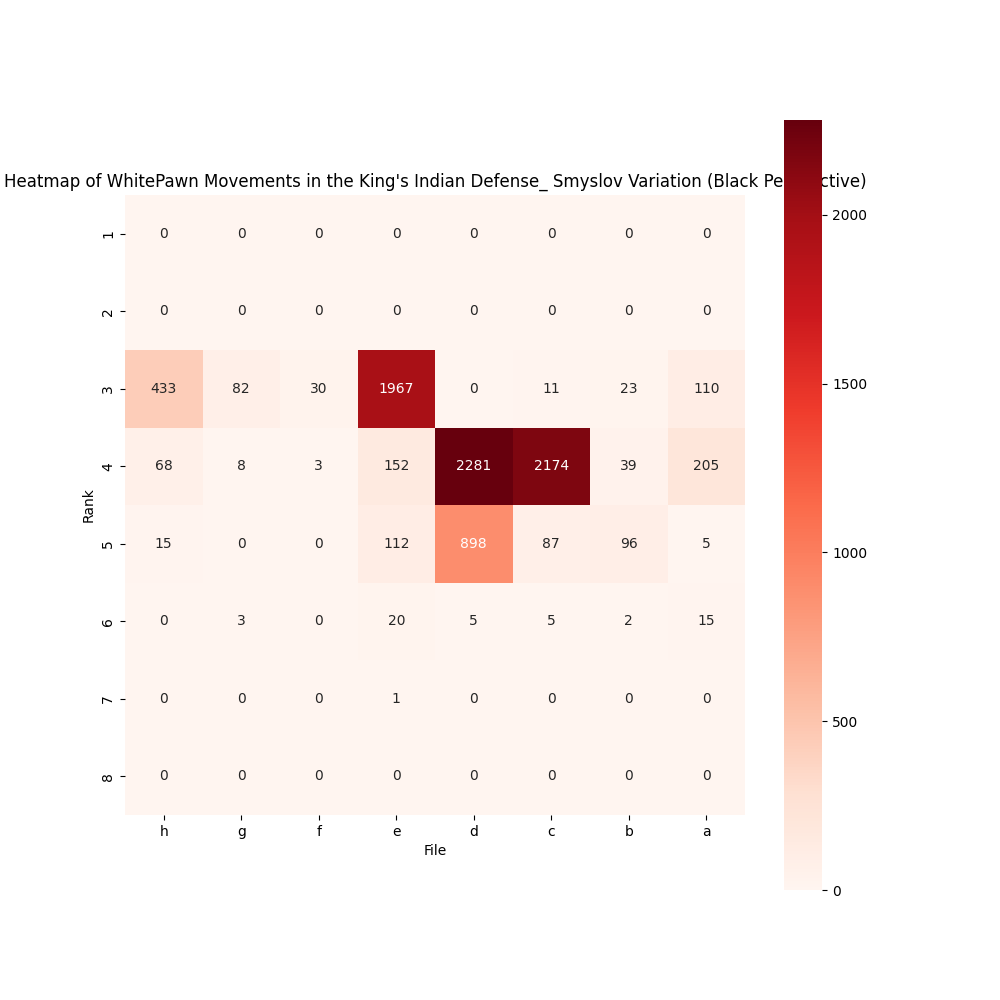 Heatmap of WhitePawn Movements in the King's Indian Defense_ Smyslov Variation (Black Pe ctive)
1 0 0 0 0 0 0 0 0
2 0 0 0 0 0 0 0 0
3 433 82 30 1967 0 11 23 110
4 68 8 3 152 2281 2174 39 205
Rank
5 15 0 0 112 898 87 96 5
6 0 3 0 20 5 5 2 15
7 0 0 0 1 0 0 0 0
8 0 0 0 0 0 0 0 0
h g f e d c b a
File
2000
1500
1000
500
0